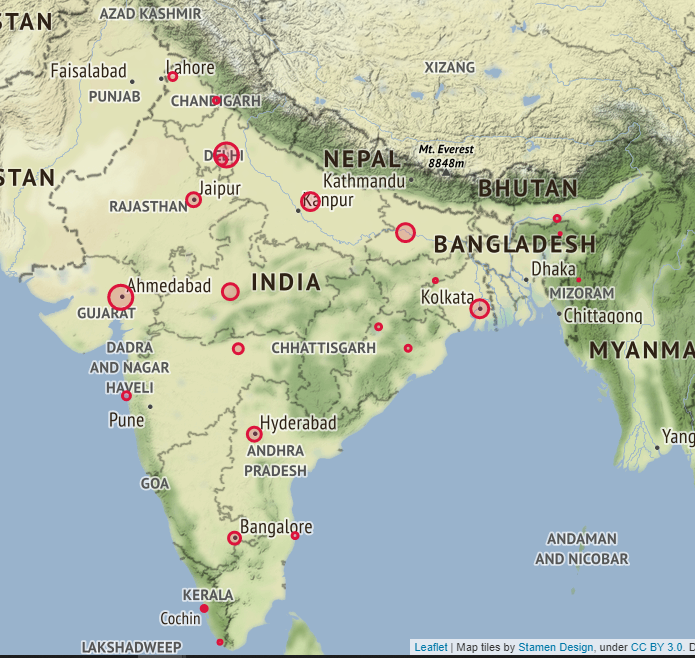 STAN
AZAD KASHMIR
Faisalabad
Lahore
PUNJAB
CHANDIGARH
XIZANG
STAN
DELHI
Mt. Everest
8848m
NEPAL
Kathmandu
BHUTAN
Jaipur
RAJASTHAN
Kanpur
BANGLADESH
Dhaka
Ahmedabad
INDIA
GUJARAT
Kolkata
MIZORAM
Chittagong
DADRA
AND NAGAR
HAVELI
CHHATTISGARH
MYANMA
Pune
Hyderabad
ANDHRA
PRADESH
Yang
GOA
Bangalore
ANDAMAN
AND NICOBAR
KERALA
Cochin
LAKSHADWEEP
Leaflet | Map tiles by Stamen Design, under CC BY 3.0. D